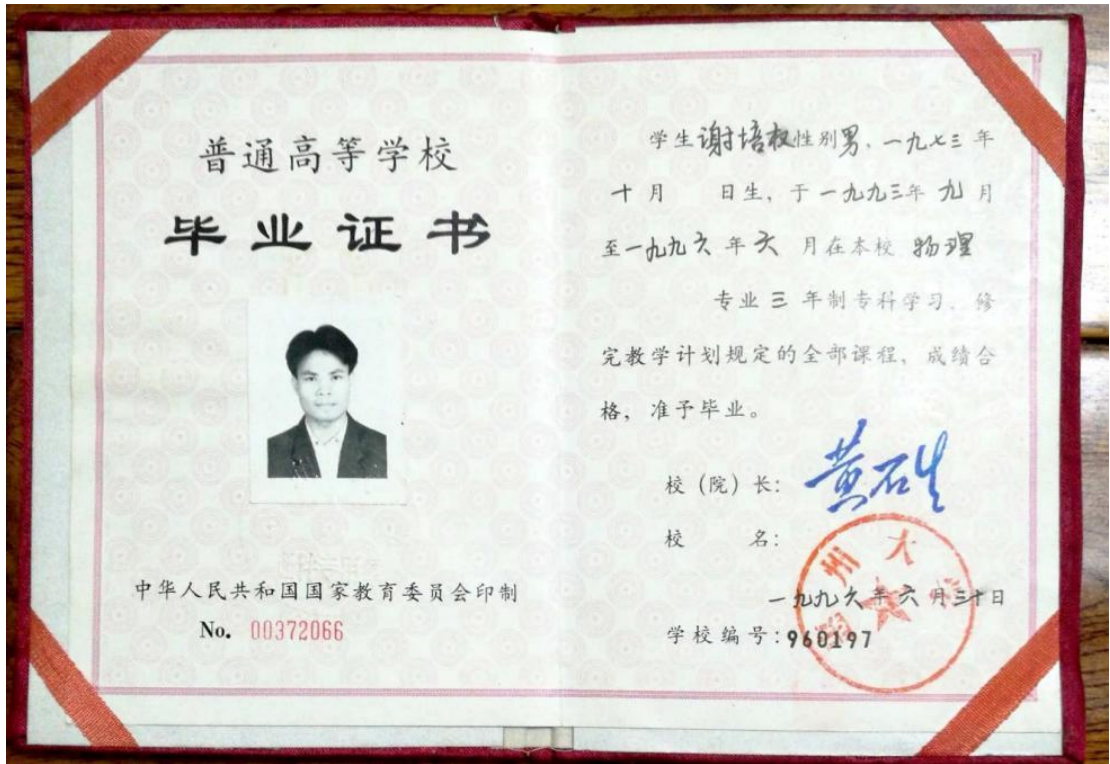 普通高等学校
毕业证书
中华人民共和国国家教育委员会印制
No. 00372066
学生谢培权性别男、一九七三年
十月 日生，于一九九三年九月
至一九九六年六月在本校物理
专业三年制专科学习，修
完教学计划规定的全部课程，成绩合
格，准予毕业。
校（院）长：黄石生
校 名：
州大学
一九九六年六月三十日
学校编号：960197